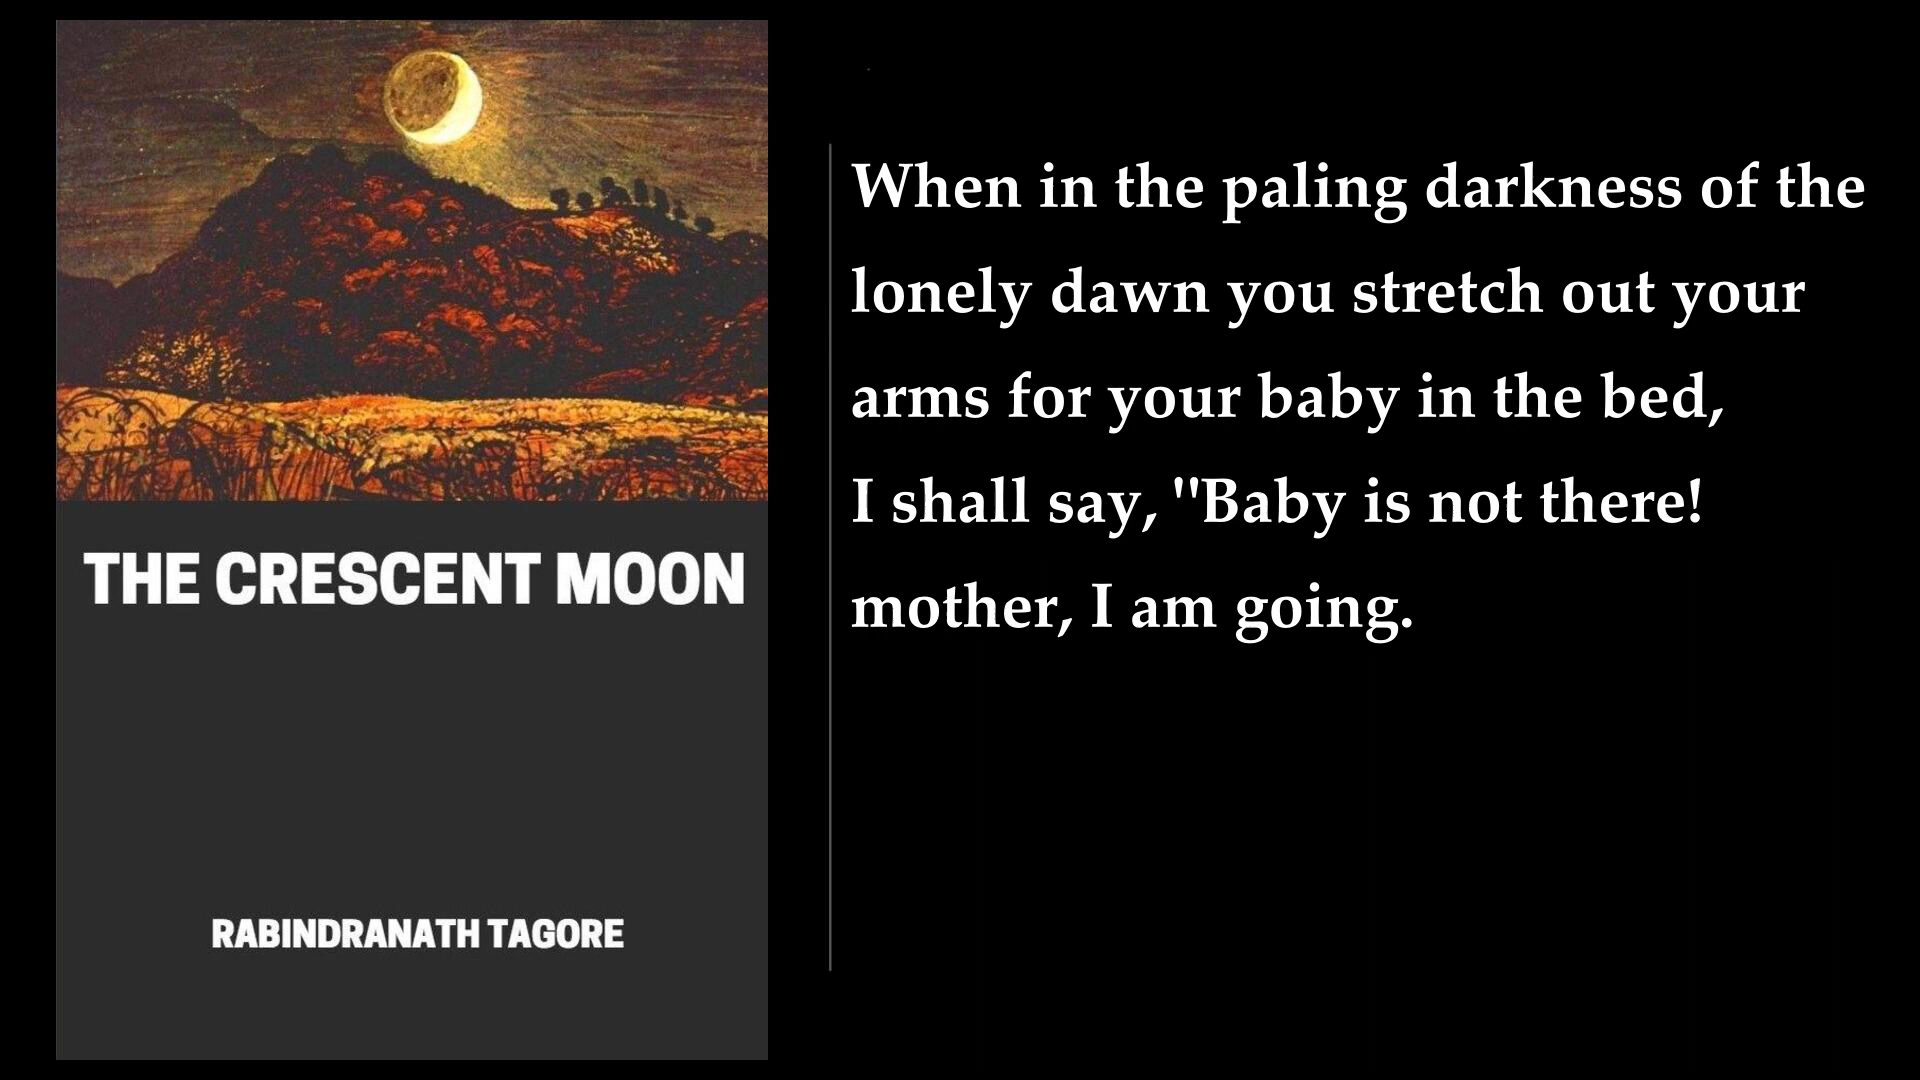 THE CRESCENT MOON
RABINDRANATH TAGORE
When in the paling darkness of the
lonely dawn you stretch out your
arms for your baby in the bed,
I shall say, "Baby is not there!
mother, I am going.